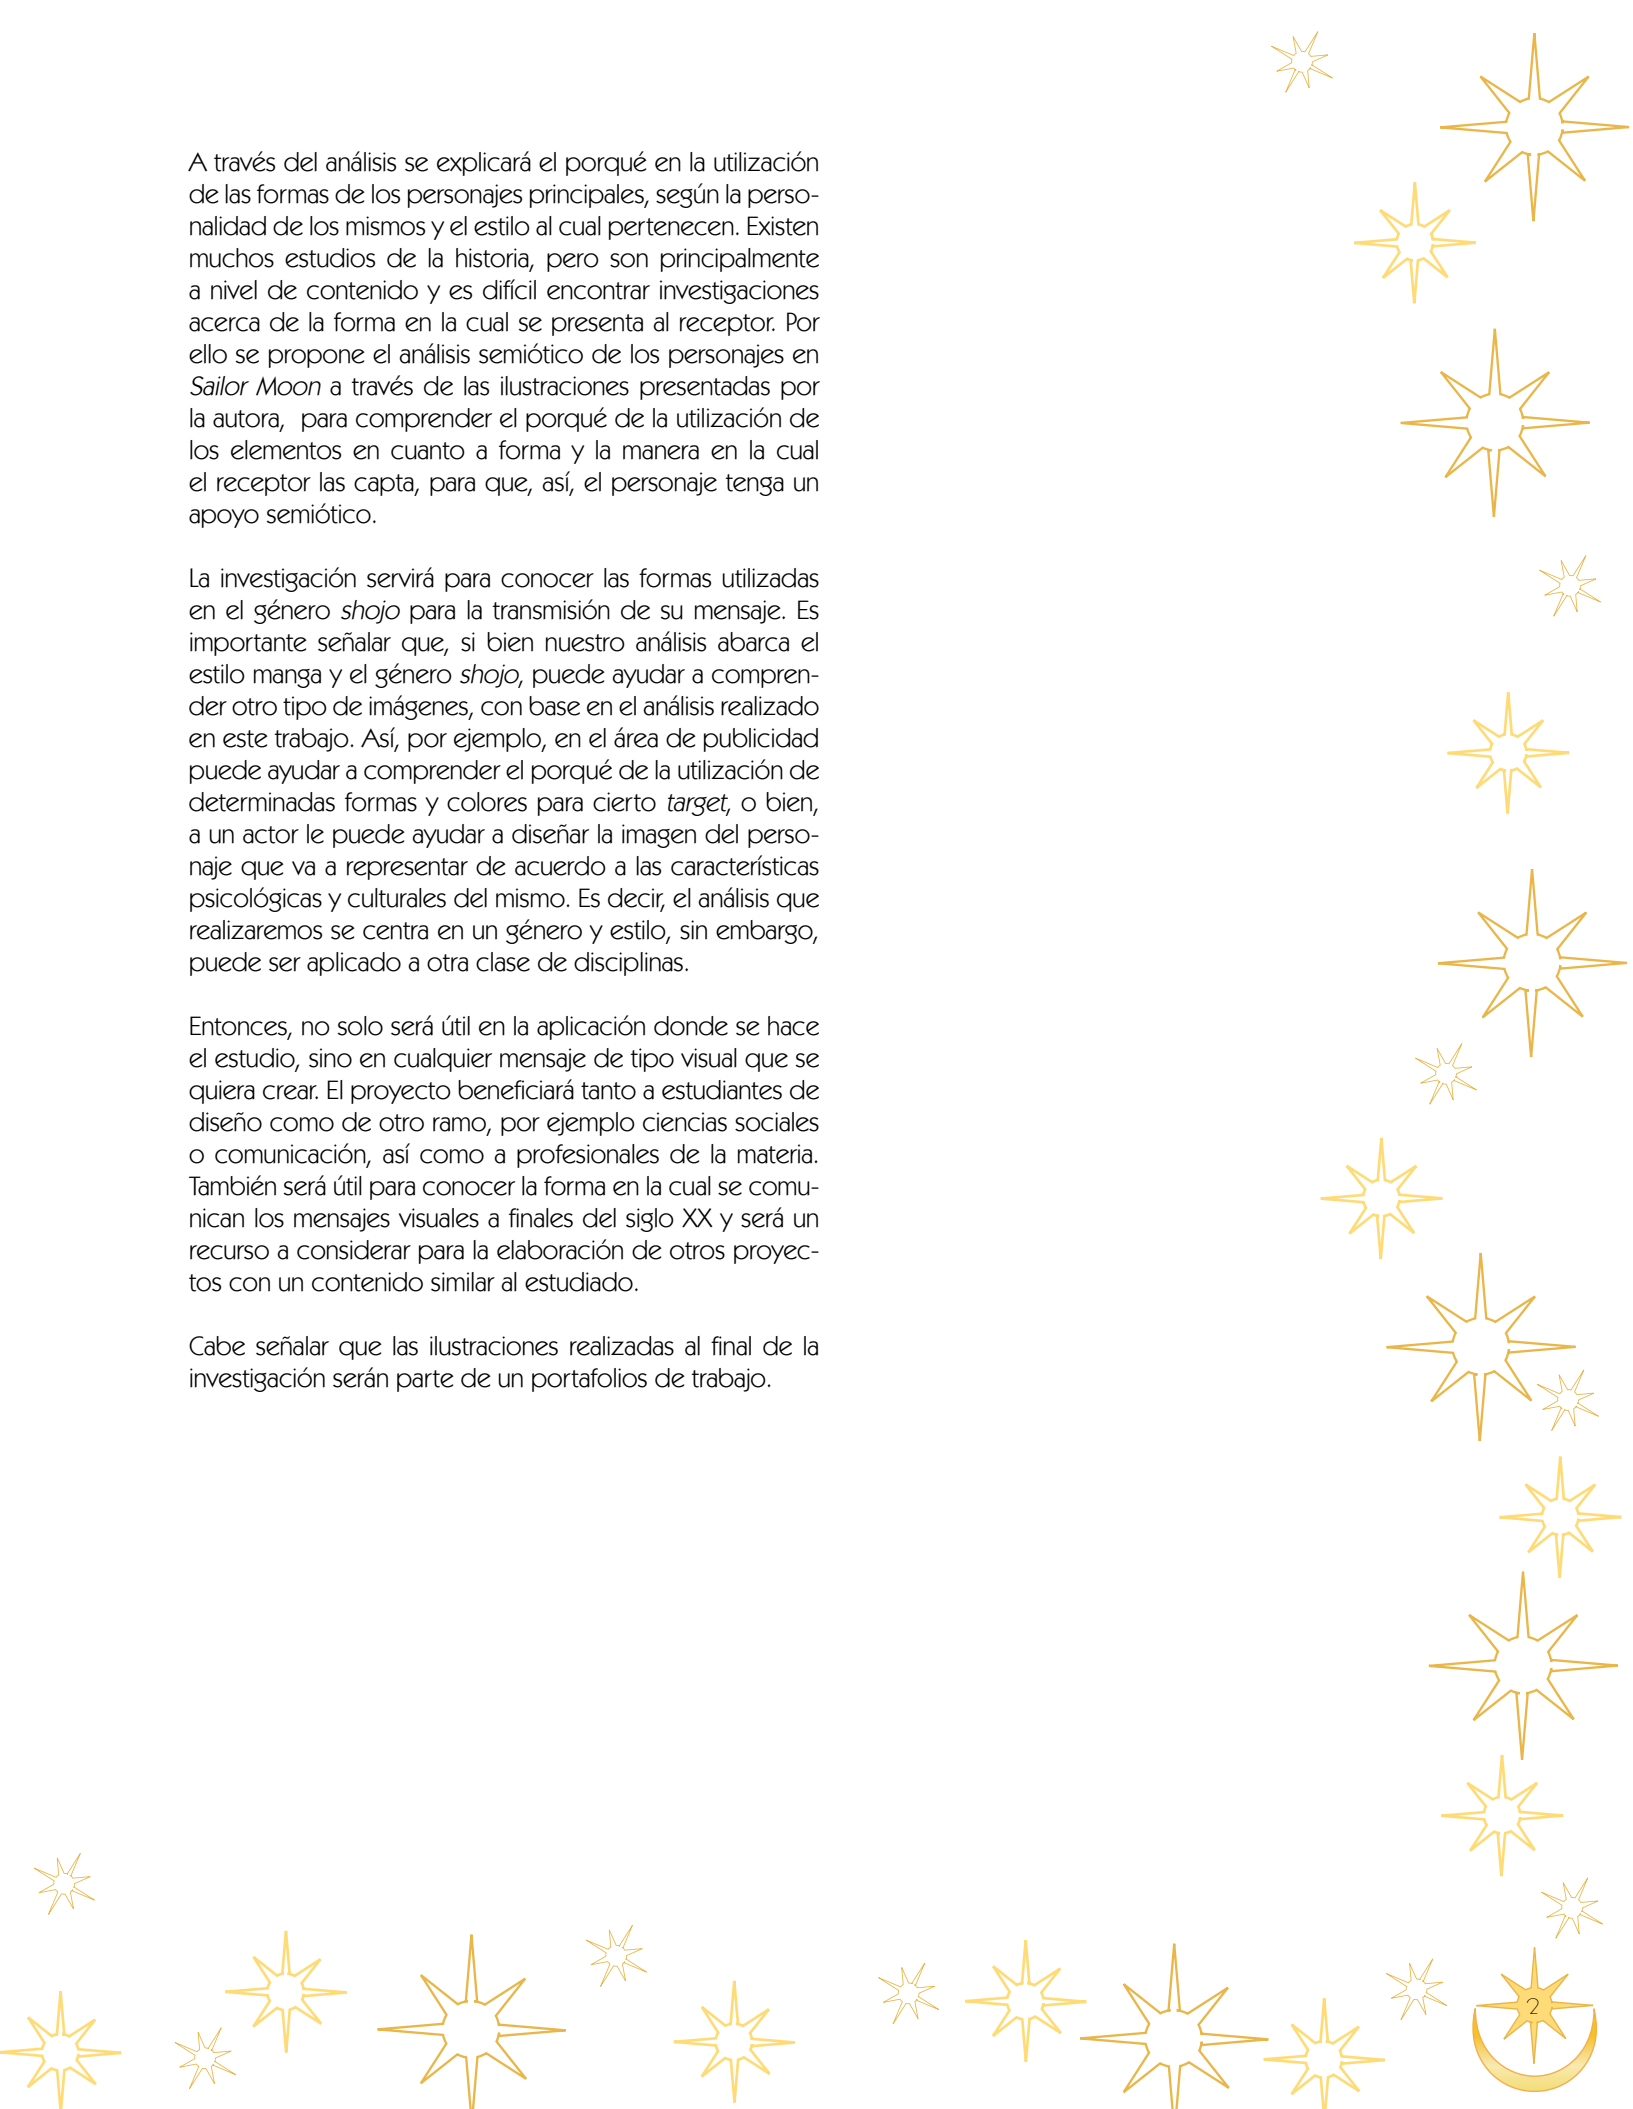 A través del análisis se explicará el porqué en la utilización
de las formas de los personajes principales, según la perso-
nalidad de los mismos y el estilo al cual pertenecen. Existen
muchos estudios de la historia, pero son principalmente
a nivel de contenido y es difícil encontrar investigaciones
acerca de la forma en la cual se presenta al receptor. Por
ello se propone el análisis semiótico de los personajes en
Sailor Moon a través de las ilustraciones presentadas por
la autora,  para comprender el porqué de la utilización de
los elementos en cuanto a forma y la manera en la cual
el receptor las capta, para que, así, el personaje tenga un
apoyo semiótico.

La investigación servirá para conocer las formas utilizadas
en el género shojo para la transmisión de su mensaje. Es
importante señalar que, si bien nuestro análisis abarca el
estilo manga y el género shojo, puede ayudar a compren-
der otro tipo de imágenes, con base en el análisis realizado
en este trabajo. Así, por ejemplo, en el área de publicidad
puede ayudar a comprender el porqué de la utilización de
determinadas formas y colores para cierto target, o bien,
a un actor le puede ayudar a diseñar la imagen del perso-
naje que va a representar de acuerdo a las características
psicológicas y culturales del mismo. Es decir, el análisis que
realizaremos se centra en un género y estilo, sin embargo,
puede ser aplicado a otra clase de disciplinas.

Entonces, no solo será útil en la aplicación donde se hace
el estudio, sino en cualquier mensaje de tipo visual que se
quiera crear. El proyecto beneficiará tanto a estudiantes de
diseño como de otro ramo, por ejemplo ciencias sociales
o comunicación, así como a profesionales de la materia.
También será útil para conocer la forma en la cual se comu-
nican los mensajes visuales a finales del siglo XX y será un
recurso a considerar para la elaboración de otros proyec-
tos con un contenido similar al estudiado.

Cabe señalar que las ilustraciones realizadas al final de la
investigación serán parte de un portafolios de trabajo.

2